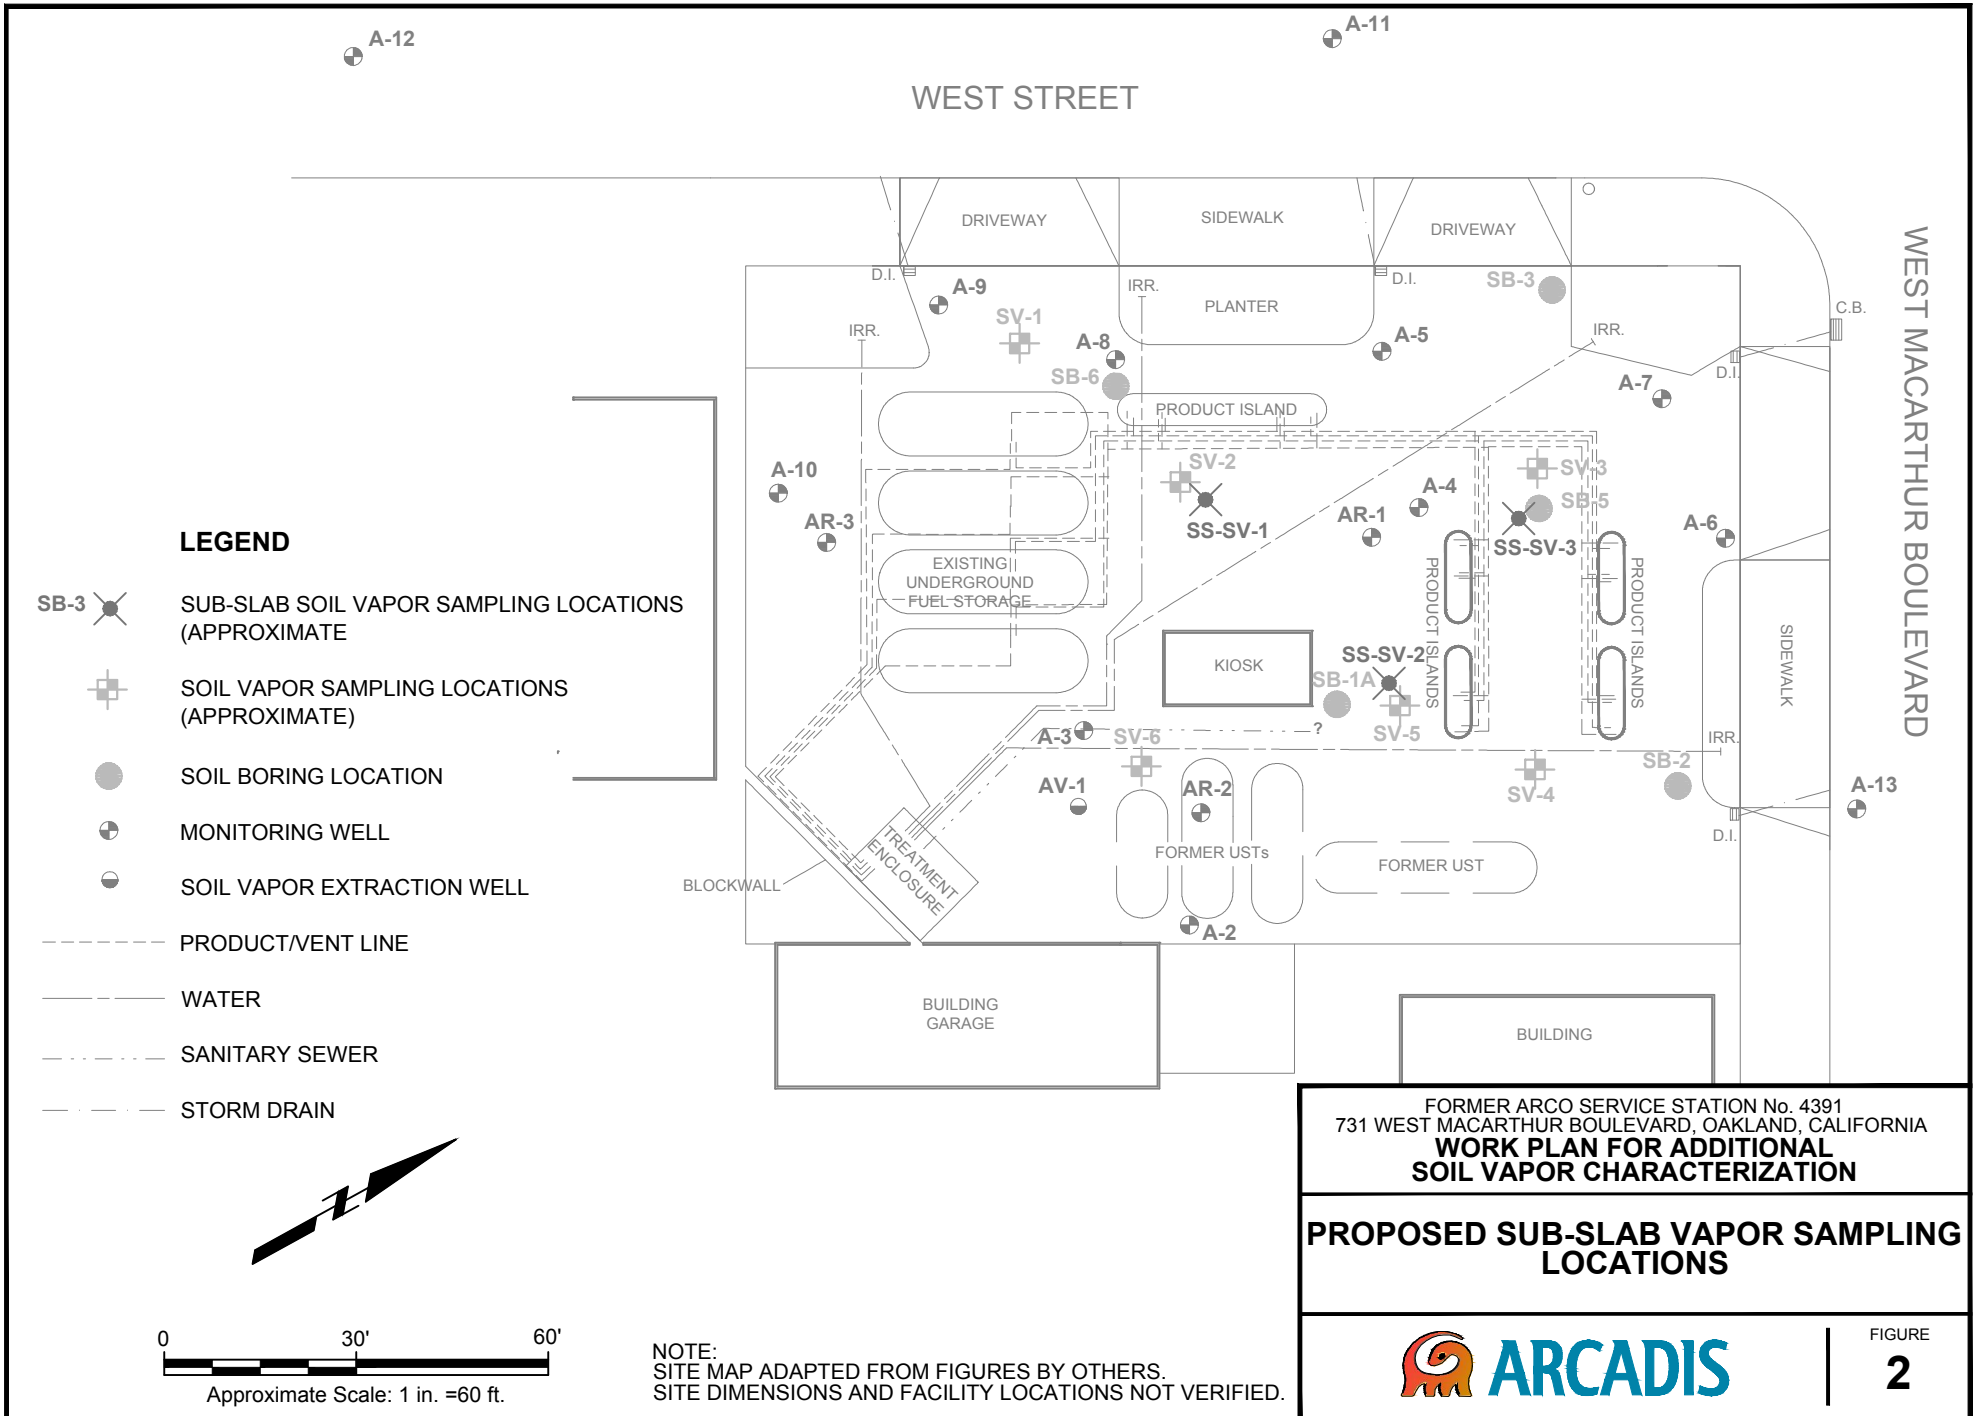 A-12
A-11
WEST STREET
DRIVEWAY
SIDEWALK
DRIVEWAY
D.I.
A-9
IRR.
D.I.
SB-3
C.B.
WEST MACARTHUR BOULEVARD
SV-1
PLANTER
IRR.
A-8
A-5
IRR.
D.I.
SB-6
A-7
PRODUCT ISLAND
A-10
SV-2
SV-3
A-4
SB-5
AR-3
SS-SV-1
AR-1
SS-SV-3
A-6
EXISTING
UNDERGROUND
FUEL STORAGE
PRODUCT ISLANDS
PRODUCT ISLANDS
SIDEWALK
KIOSK
SS-SV-2
SB-1A
A-3
SV-6
?
SV-5
IRR.
SB-2
AV-1
AR-2
SV-4
A-13
D.I.
TREATMENT
ENCLOSURE
FORMER USTs
FORMER UST
BLOCKWALL
A-2
BUILDING
GARAGE
BUILDING
LEGEND
SB-3
SUB-SLAB SOIL VAPOR SAMPLING LOCATIONS
(APPROXIMATE
SOIL VAPOR SAMPLING LOCATIONS
(APPROXIMATE)
SOIL BORING LOCATION
MONITORING WELL
SOIL VAPOR EXTRACTION WELL
PRODUCT/VENT LINE
WATER
SANITARY SEWER
STORM DRAIN
Z
0 30' 60'
Approximate Scale: 1 in. =60 ft.
NOTE:
SITE MAP ADAPTED FROM FIGURES BY OTHERS.
SITE DIMENSIONS AND FACILITY LOCATIONS NOT VERIFIED.
FORMER ARCO SERVICE STATION No. 4391
731 WEST MACARTHUR BOULEVARD, OAKLAND, CALIFORNIA
WORK PLAN FOR ADDITIONAL
SOIL VAPOR CHARACTERIZATION
PROPOSED SUB-SLAB VAPOR SAMPLING
LOCATIONS
ARCADIS
FIGURE
2